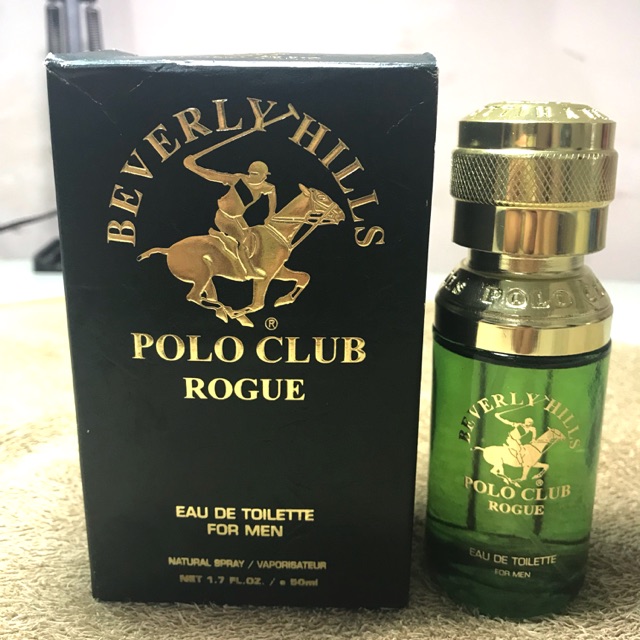 BEVERLY HILLS
®
POLO CLUB
ROGUE
EAU DE TOILETTE
FOR MEN
NATURAL SPRAY / VAPORISATEUR
NET 1.7 FL.OZ. / e 50ml
POLO
BEVERLY HILLS
®
POLO CLUB
ROGUE
EAU DE TOILETTE
FOR MEN